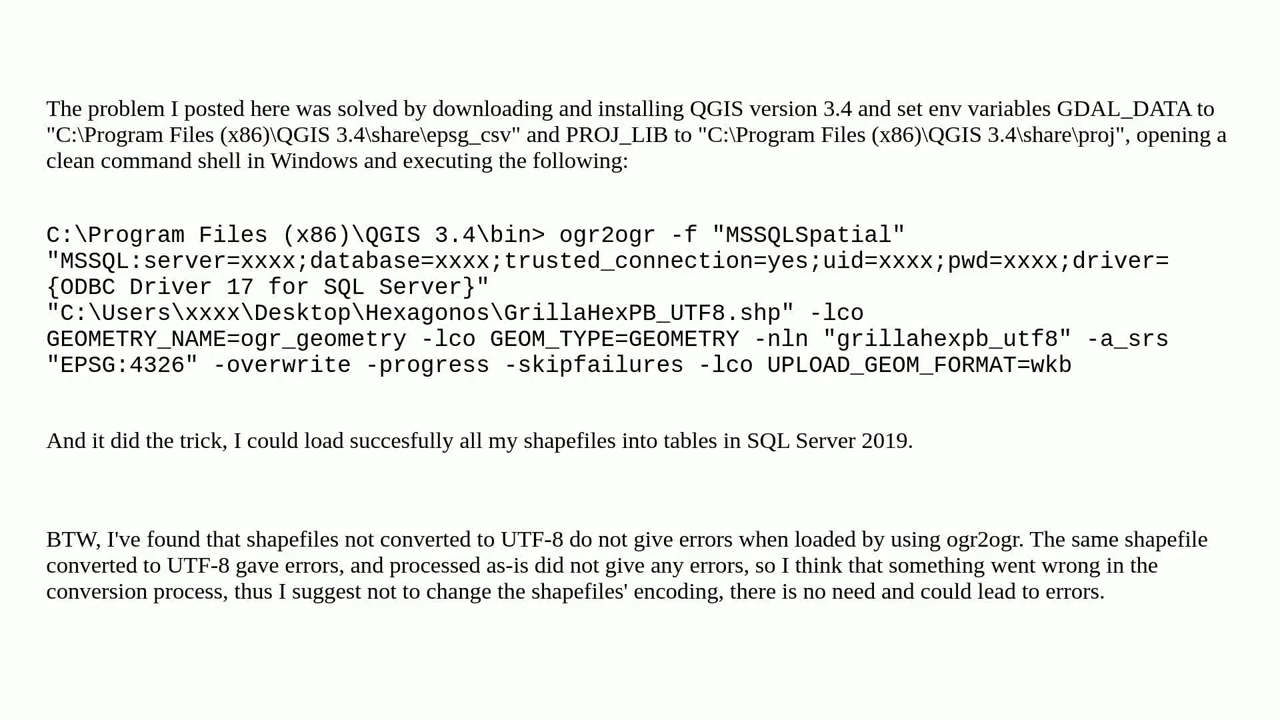 The problem I posted here was solved by downloading and installing QGIS version 3.4 and set env variables GDAL_DATA to
"C:\Program Files (x86)\QGIS 3.4\share\epsg_csv" and PROJ_LIB to "C:\Program Files (x86)\QGIS 3.4\share\proj", opening a
clean command shell in Windows and executing the following:
C:\Program Files (x86)\QGIS 3.4\bin> ogr2ogr -f "MSSQLSpatial"
"MSSQL:server=xxxx;database=xxxx;trusted_connection=yes;uid=xxxx;pwd=xxxx;driver=
{ODBC Driver 17 for SQL Server}"
"C:\Users\xxxx\Desktop\Hexagonos\GrillaHexPB_UTF8.shp" -lco
GEOMETRY_NAME=ogr_geometry -lco GEOM_TYPE=GEOMETRY -nln "grillahexpb_utf8" -a_srs
"EPSG:4326" -overwrite -progress -skipfailures -lco UPLOAD_GEOM_FORMAT=wkb
And it did the trick, I could load succesfully all my shapefiles into tables in SQL Server 2019.
BTW, I've found that shapefiles not converted to UTF-8 do not give errors when loaded by using ogr2ogr. The same shapefile
converted to UTF-8 gave errors, and processed as-is did not give any errors, so I think that something went wrong in the
conversion process, thus I suggest not to change the shapefiles' encoding, there is no need and could lead to errors.